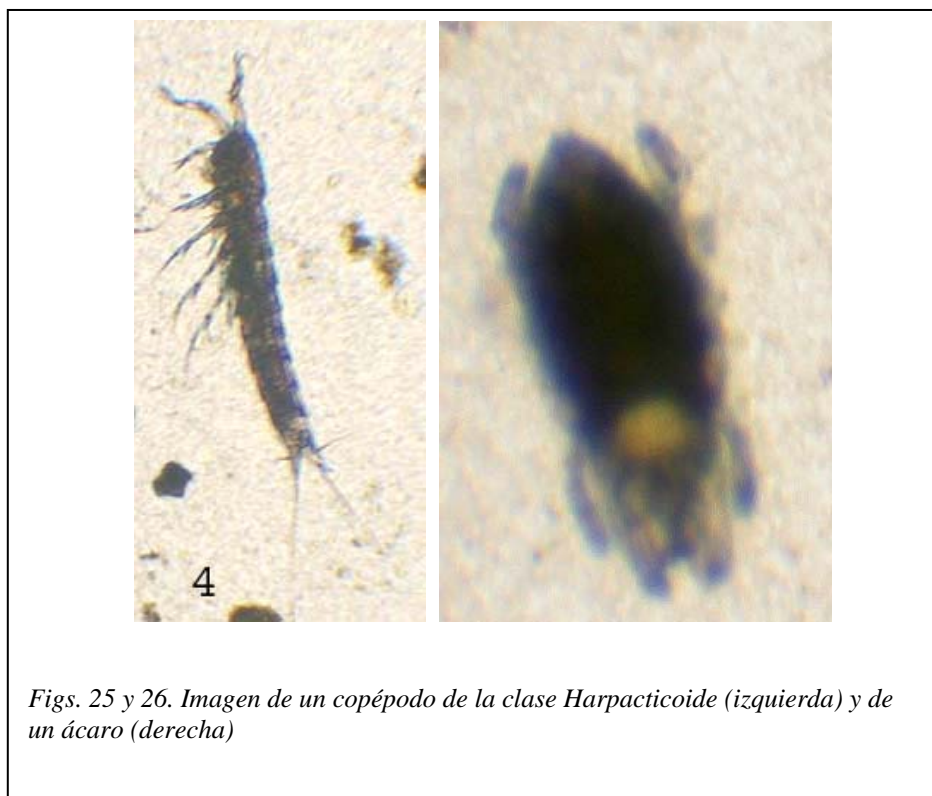 4
Figs. 25 y 26. Imagen de un copépodo de la clase Harpacticoide (izquierda) y de
un ácaro (derecha)